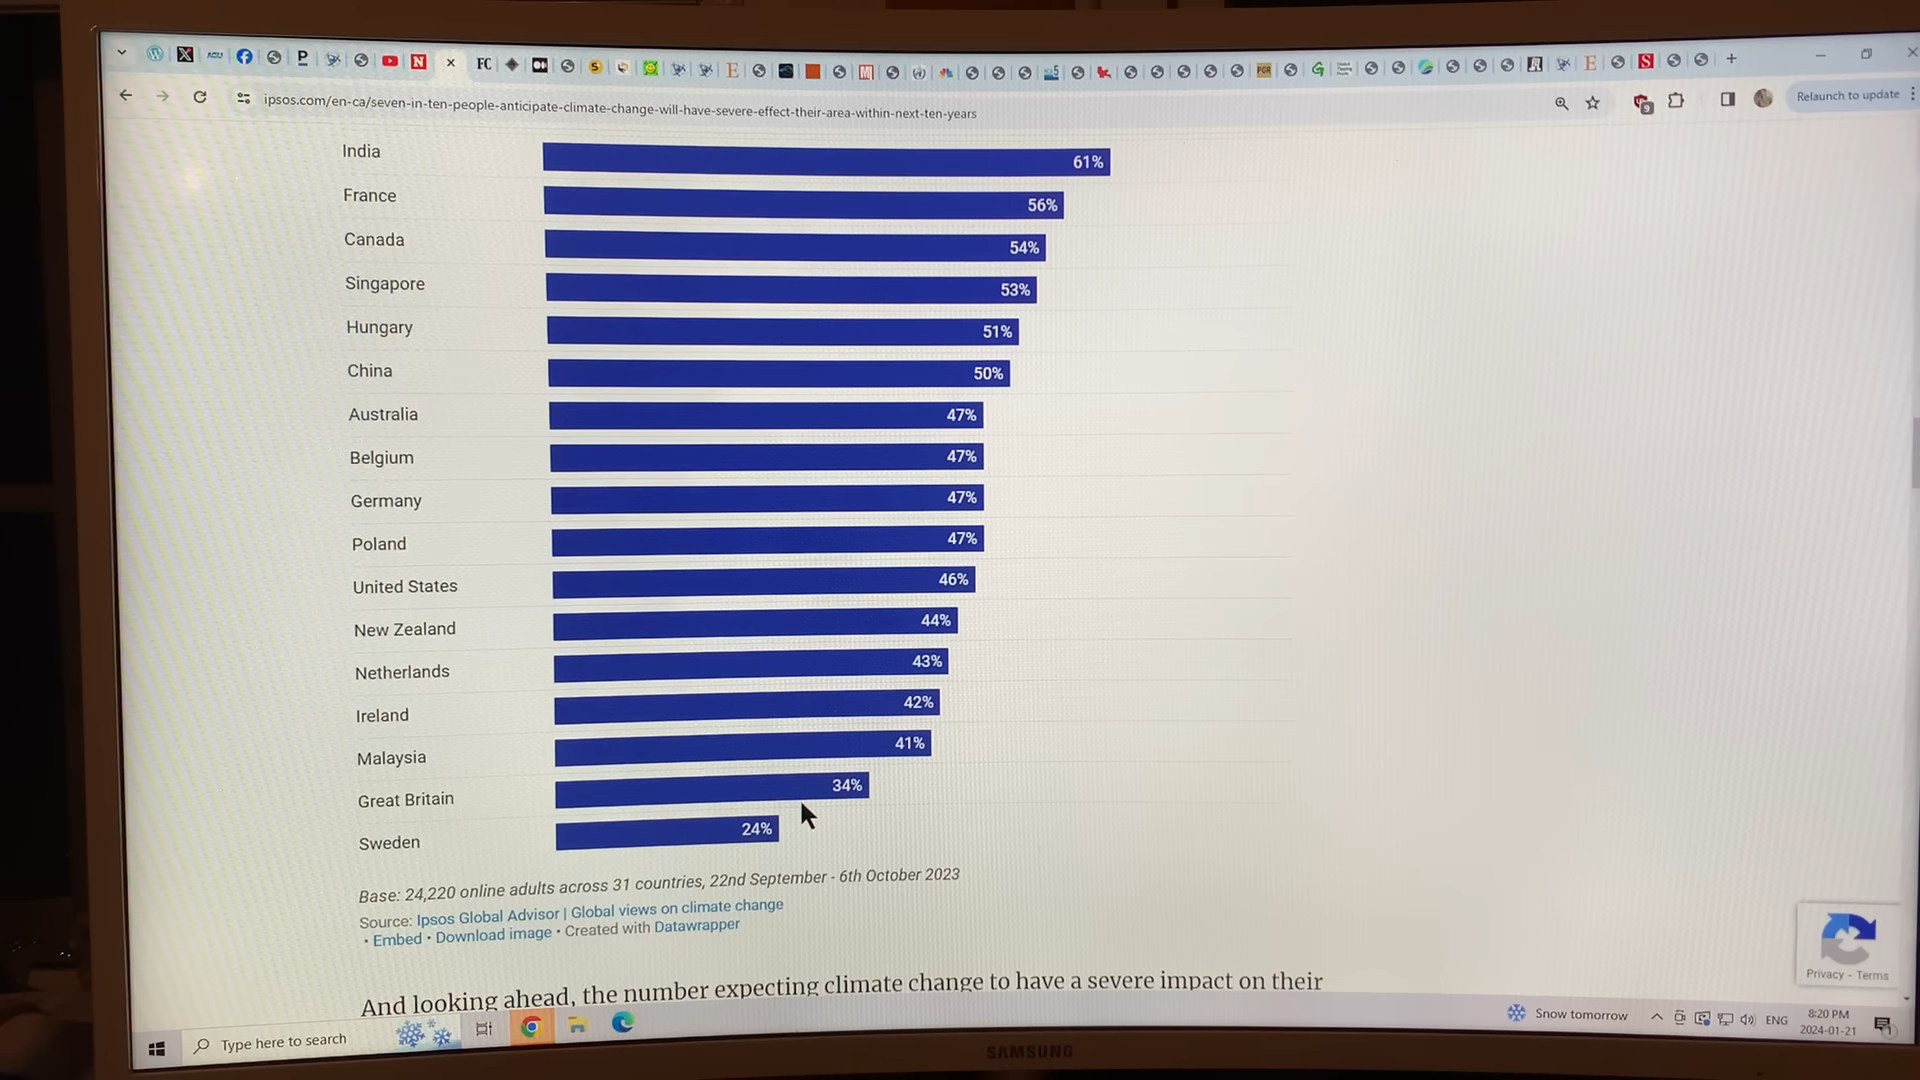 ipsos.com/en-ca/seven-in-ten-people-anticipate-climate-change-will-have-severe-effect-their-area-within-next-ten-years
Relaunch to update
India 61%
France 56%
Canada 54%
Singapore 53%
Hungary 51%
China 50%
Australia 47%
Belgium 47%
Germany 47%
Poland 47%
United States 46%
New Zealand 44%
Netherlands 43%
Ireland 42%
Malaysia 41%
Great Britain 34%
Sweden 24%
Base: 24,220 online adults across 31 countries, 22nd September - 6th October 2023
Source: Ipsos Global Advisor | Global views on climate change
• Embed • Download image • Created with Datawrapper
Privacy - Terms
And looking ahead, the number expecting climate change to have a severe impact on their
Type here to search
Snow tomorrow
ENG
8:20 PM
2024-01-21
SAMSUNG